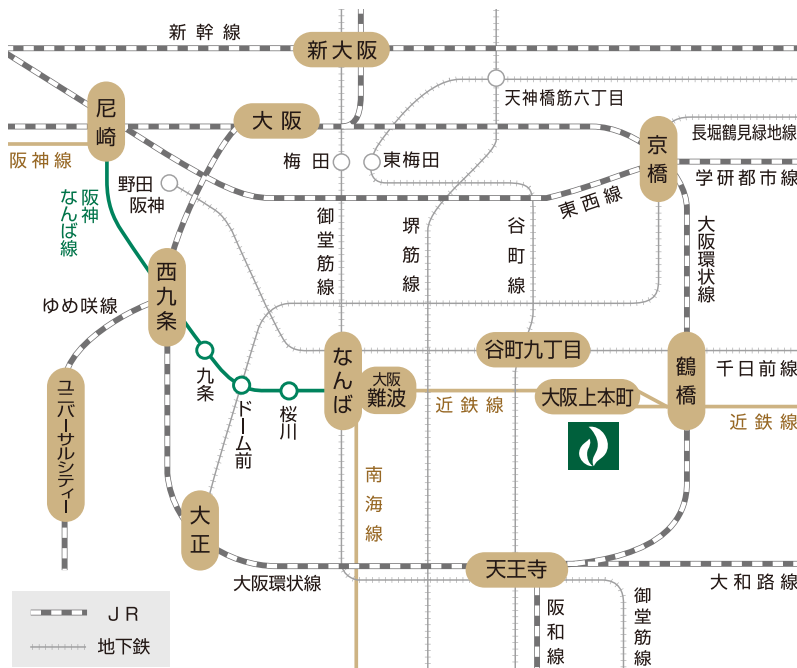 新幹線
新大阪
天神橋筋六丁目
尼崎
大阪
京橋
長堀鶴見緑地線
阪神線
梅田
東梅田
学研都市線
野田
阪神
阪神
なんば線
御堂筋線
堺筋線
谷町線
東西線
大阪環状線
西九条
ゆめ咲線
九条
ドーム前
桜川
なんば
大阪
難波
谷町九丁目
千日前線
鶴橋
近鉄線
大阪上本町
近鉄線
ユニバーサルシティー
大正
南海線
大阪環状線
天王寺
大和路線
阪和線
御堂筋線
JR
地下鉄